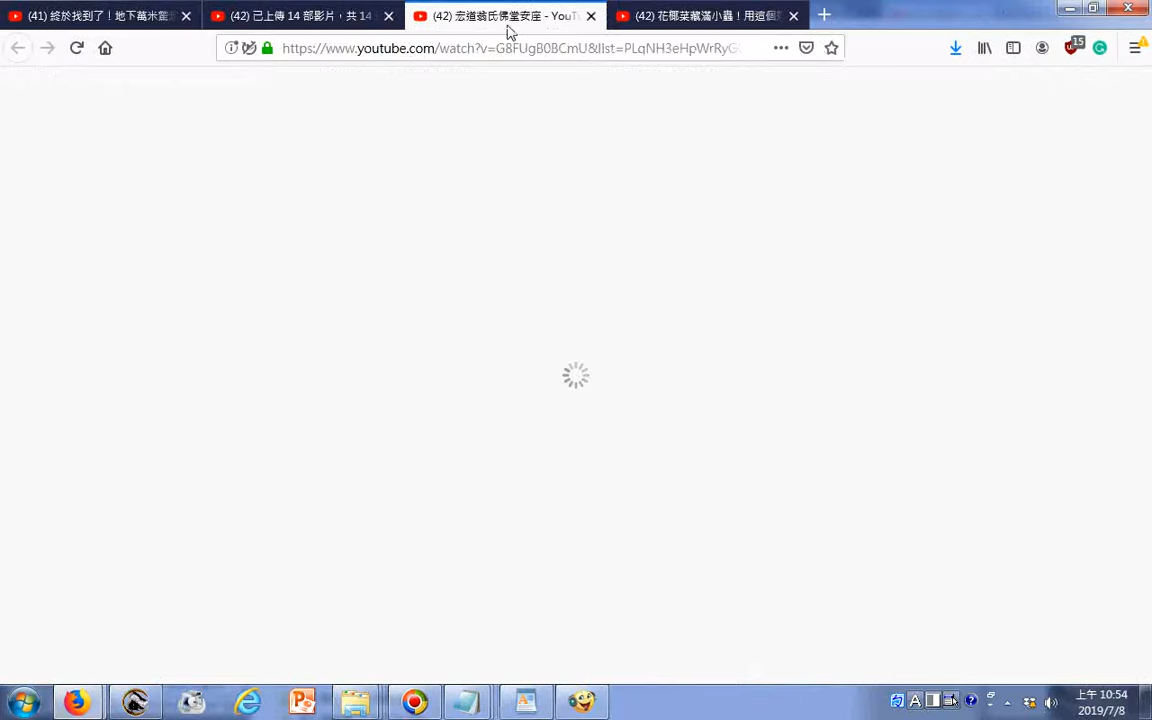 (41) 終於找到了！地下萬米驚
(42) 已上傳 14 部影片，共 14
(42) 宏道翁氏佛堂安座 - YouT
(42) 花椰菜藏滿小蟲！用這個
https://www.youtube.com/watch?v=G8FUgB0BCmU&list=PLqNH3eHpWrRyG
15
上午 10:54
2019/7/8